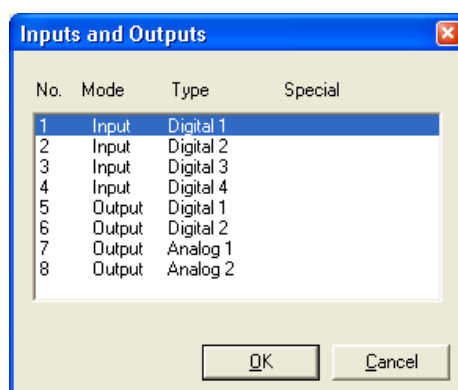 Inputs and Outputs
No. Mode Type Special
1 Input Digital 1
2 Input Digital 2
3 Input Digital 3
4 Input Digital 4
5 Output Digital 1
6 Output Digital 2
7 Output Analog 1
8 Output Analog 2
OK Cancel